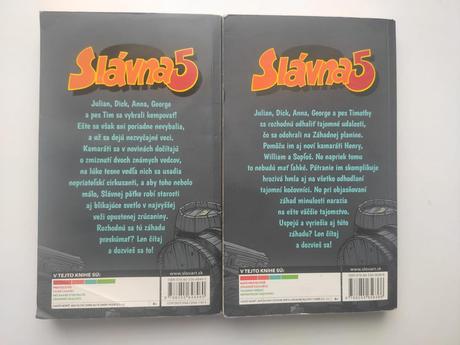 Slávna5
Julian, Dick, Anna, George
a pes Tim sa vybrali kempovať!
Ešte sa však ani poriadne nevybalia,
a už sa dejú nezvyčajné veci.
Kamaráti sa v novinách dočítajú
o zmiznutí dvoch známych vedcov,
na lúke tesne vedľa nich sa usadia
nepriateľskí cirkusanti, a aby toho nebolo
málo, Slávnej päťke robí starosti
aj blikajúce svetlo v najvyššej
veži opustenej zrúcaniny.
Rozhodnú sa tú záhadu
preskúmať? Len čítaj
a dozvieš sa to!
V TEJTO KNIHE SÚ:
www.slovart.sk
Slávna5
Julian, Dick, Anna, George a pes Timothy
sa rozhodnú odhaliť tajomné udalosti,
čo sa odohrali na Záhadnej planine.
Pomôžu im aj noví kamaráti Henry,
William a Sopľoš. No napriek tomu
to nebudú mať ľahké. Pátranie im skomplikuje
hrozivá hmla aj na všetko odhodlaní
tajomní kočovníci. No pri objasňovaní
záhad minulosti narazia
na ešte väčšie tajomstvo.
Uspejú a vyriešia aj túto
záhadu? Len čítaj
a dozvieš sa!
V TEJTO KNIHE SÚ:
www.slovart.sk